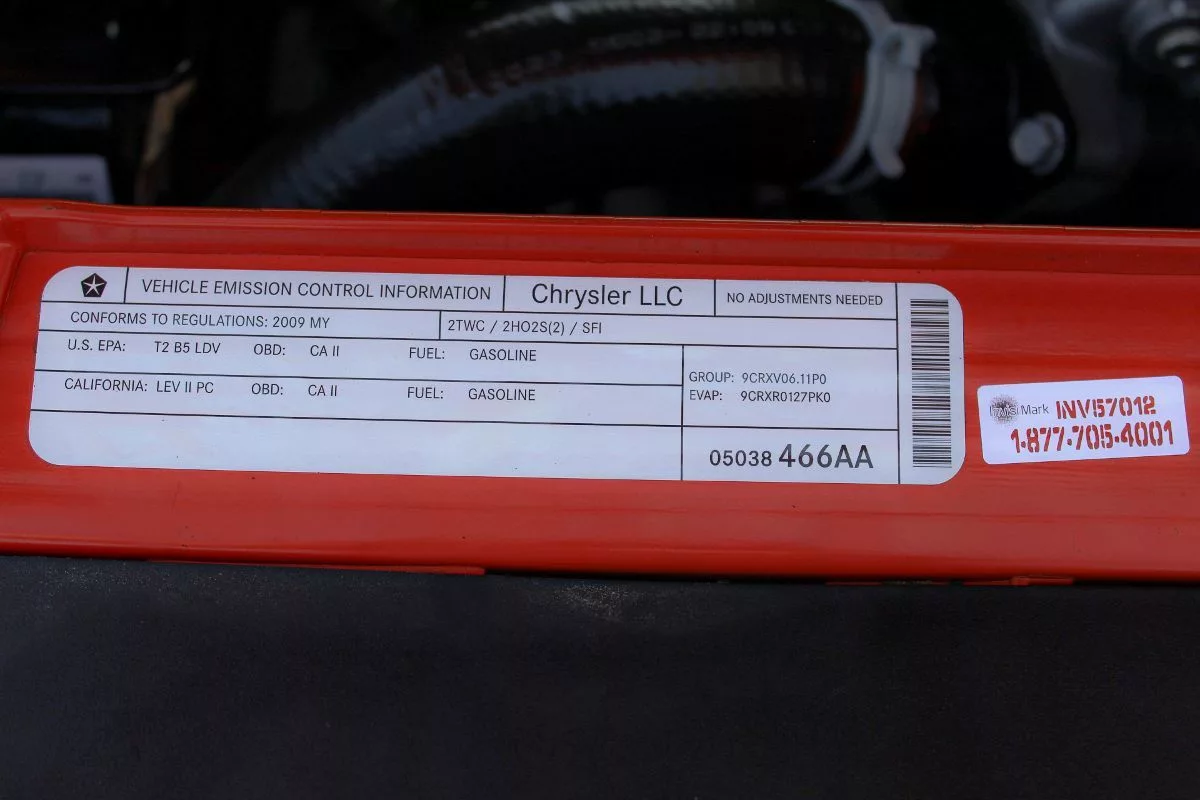 VEHICLE EMISSION CONTROL INFORMATION Chrysler LLC NO ADJUSTMENTS NEEDED
CONFORMS TO REGULATIONS: 2009 MY 2TWC / 2HO2S(2) / SFI
U.S. EPA: T2 B5 LDV OBD: CA II FUEL: GASOLINE
CALIFORNIA: LEV II PC OBD: CA II FUEL: GASOLINE
GROUP: 9CRXV06.11P0
EVAP: 9CRXR0127PK0
05038 466AA
Mark INV57012
1-877-705-4001